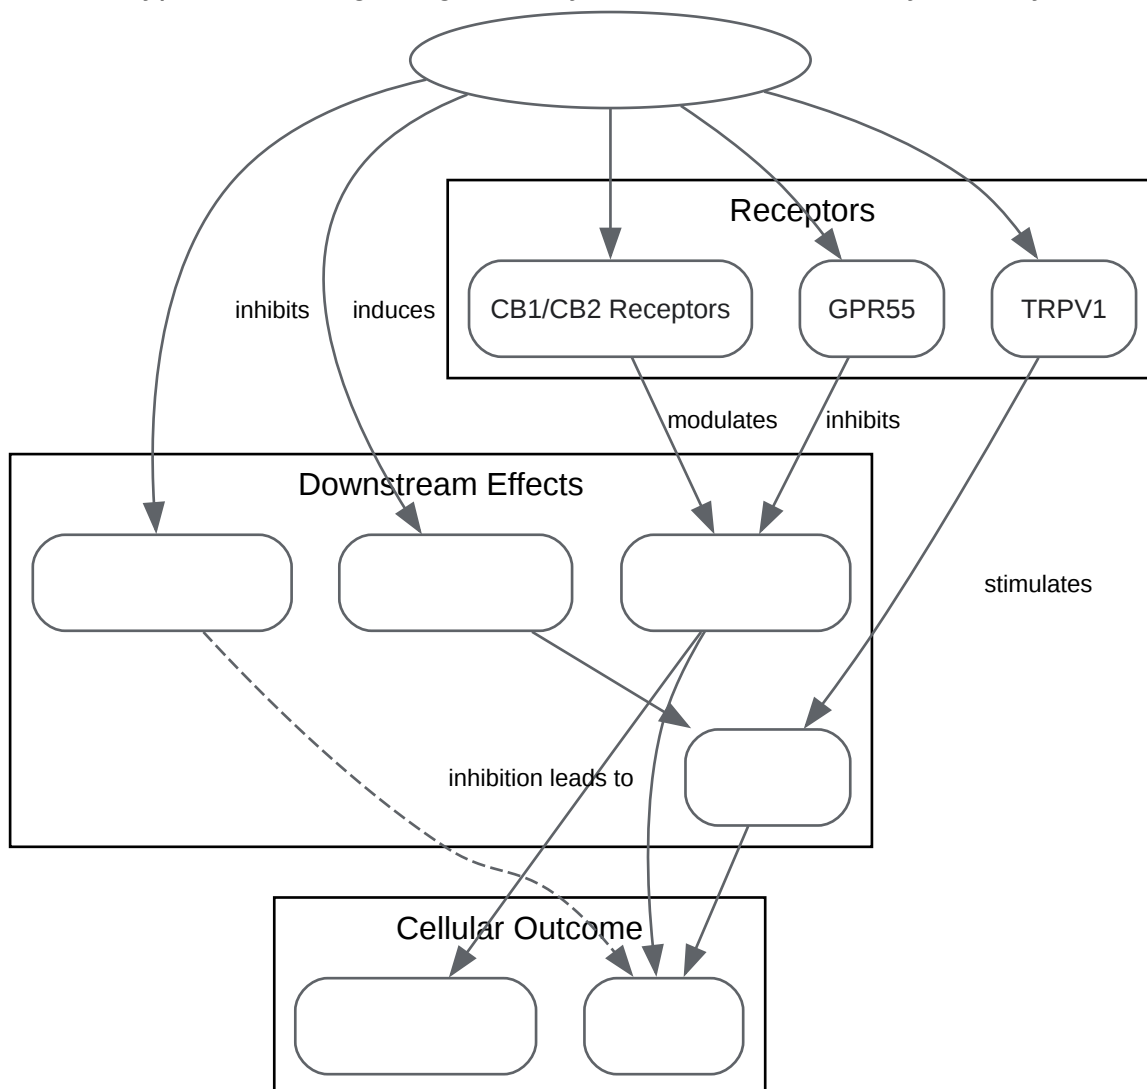 Receptors
CB1/CB2 Receptors
GPR55
TRPV1
inhibits
induces
modulates
inhibits
Downstream Effects
stimulates
inhibition leads to
Cellular Outcome